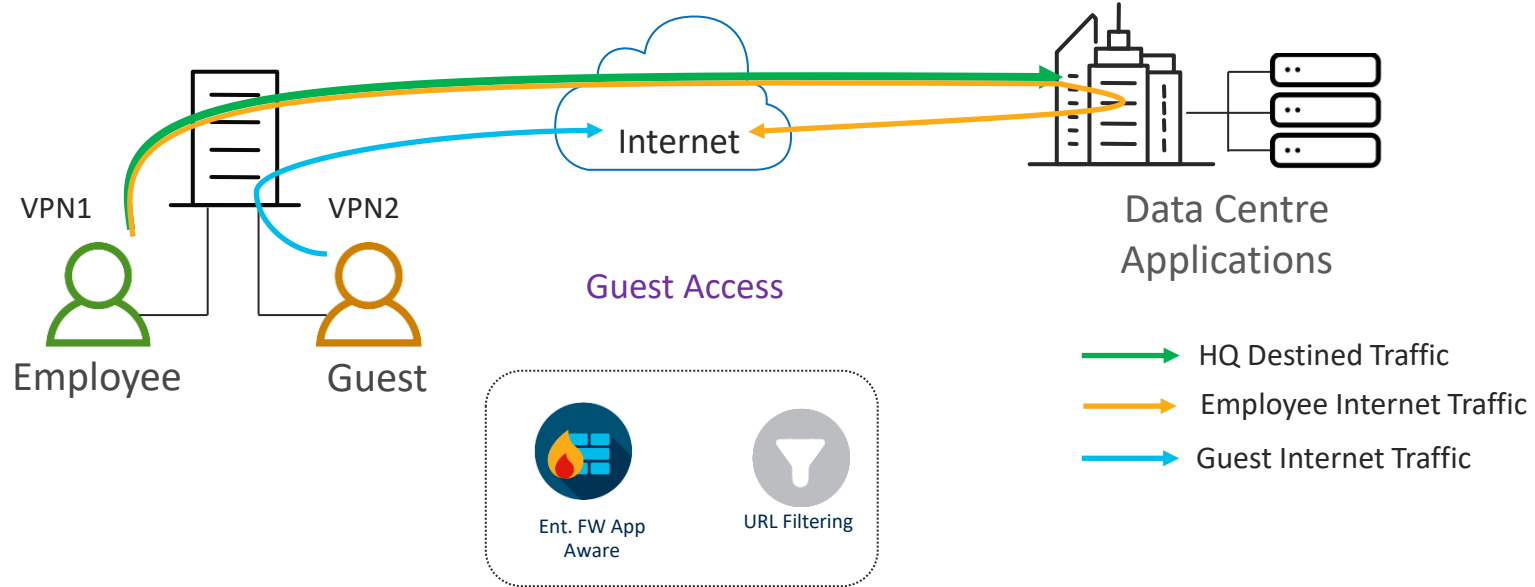 Internet
VPN1
VPN2
Data Centre
Applications
Guest Access
Employee
Guest
HQ Destined Traffic
Employee Internet Traffic
Guest Internet Traffic
Ent. FW App
Aware
URL Filtering